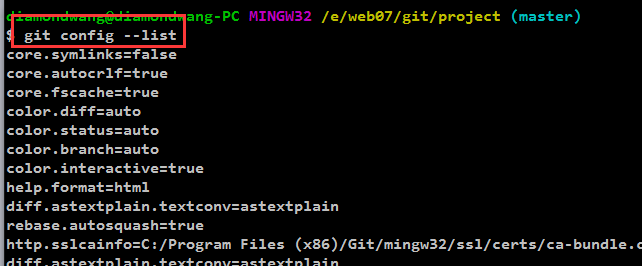 diamondwang@diamondwang-PC MINGW32 /e/web07/git/project (master)
$ git config --list
core.symlinks=false
core.autocrlf=true
core.fscache=true
color.diff=auto
color.status=auto
color.branch=auto
color.interactive=true
help.format=html
diff.astextplain.textconv=astextplain
rebase.autosquash=true
http.sslcainfo=C:/Program Files (x86)/Git/mingw32/ssl/certs/ca-bundle.c
diff.astextplain.textconv=astextplain